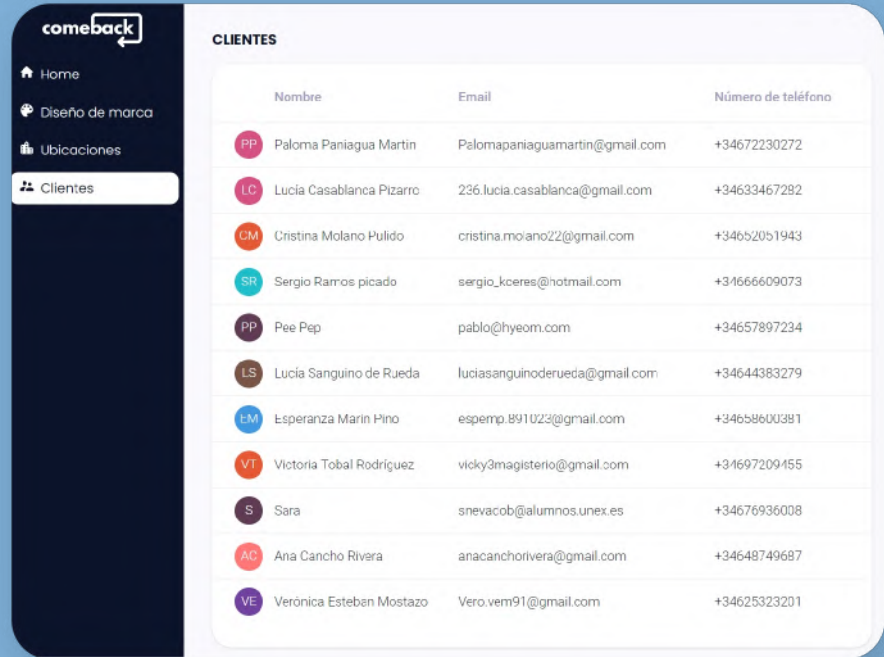 comeback
Home
Diseño de marca
Ubicaciones
Clientes
CLIENTES
Nombre Email Número de teléfono
PP Paloma Paniagua Martin Palomapaniaguamartin@gmail.com +34672230272
LC Lucía Casablanca Pizarro 236.lucia.casablanca@gmail.com +34633467282
CM Cristina Molano Pulido cristina.molano22@gmail.com +34652051943
SR Sergio Ramos picado sergio_kceres@hotmail.com +34666609073
PP Pee Pep pablo@hyeom.com +34657897234
LS Lucía Sanguino de Rueda luciasanguinoderueda@gmail.com +34644383279
EM Esperanza Marin Pino espemp.891023@gmail.com +34658600381
VT Victoria Tobal Rodríguez vicky3magisterio@gmail.com +34697209455
S Sara snevacob@alumnos.unex.es +34676936008
AC Ana Cancho Rivera anacanchorivera@gmail.com +34648749687
VE Verónica Esteban Mostazo Vero.vem91@gmail.com +34625323201